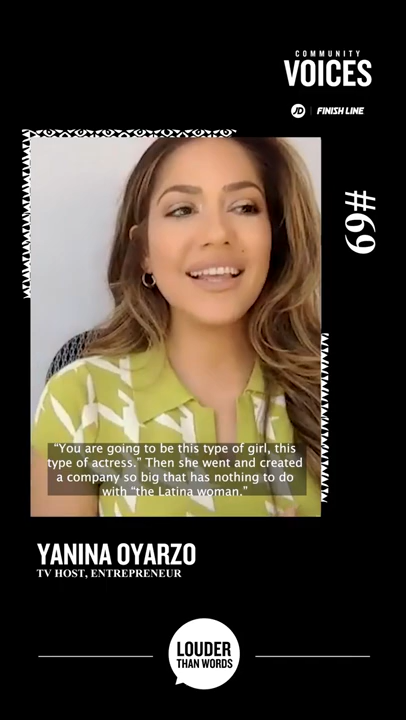 COMMUNITY
VOICES
JD | FINISH LINE
#69
“You are going to be this type of girl, this
type of actress.” Then she went and created
a company so big that has nothing to do
with “the Latina woman.”
YANINA OYARZO
TV HOST, ENTREPRENEUR
LOUDER
THAN WORDS